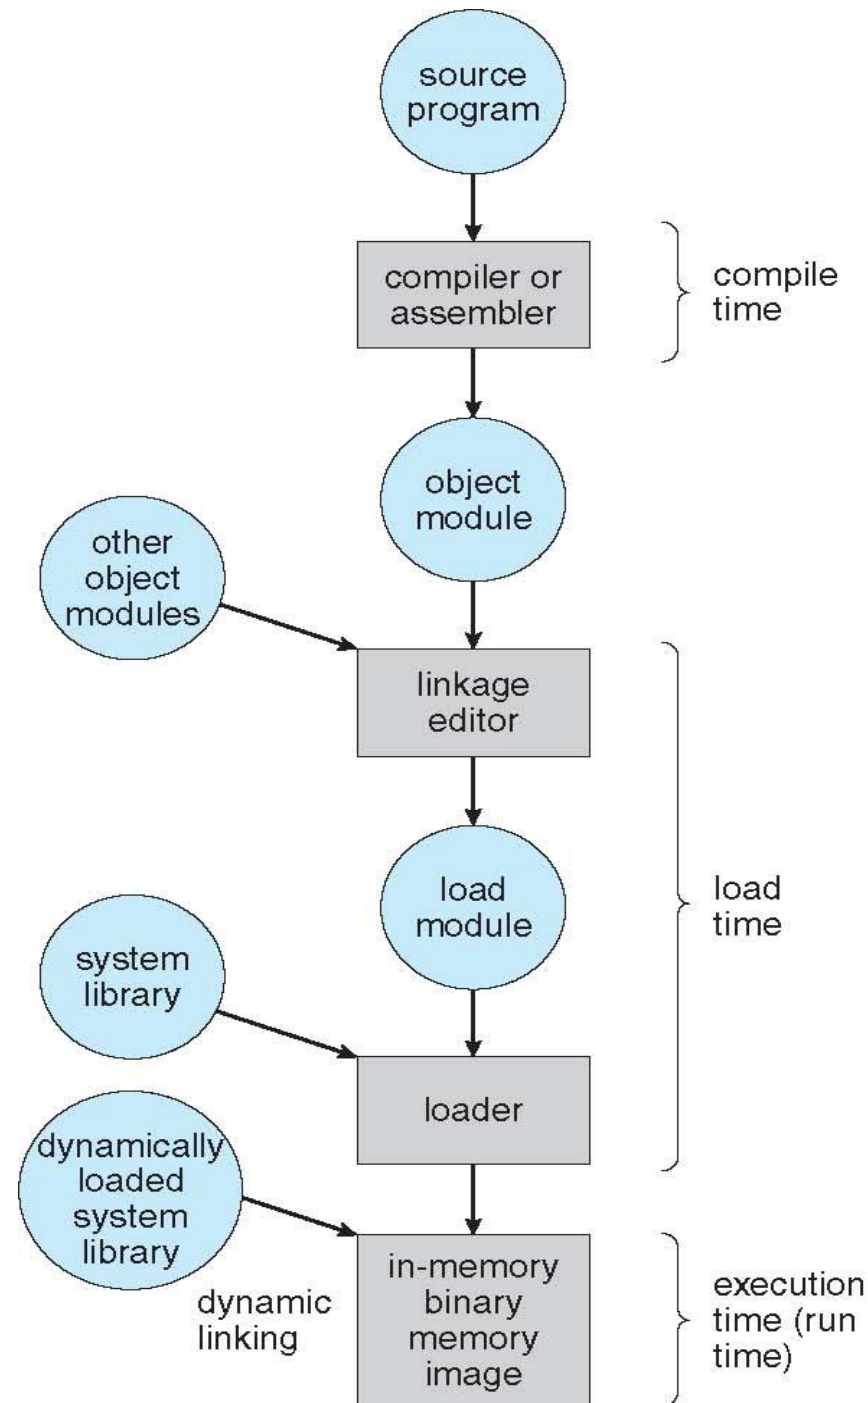 source
program
compiler or
assembler
compile
time
object
module
other
object
modules
linkage
editor
load
module
load
time
system
library
loader
dynamically
loaded
system
library
dynamic
linking
in-memory
binary
memory
image
execution
time (run
time)